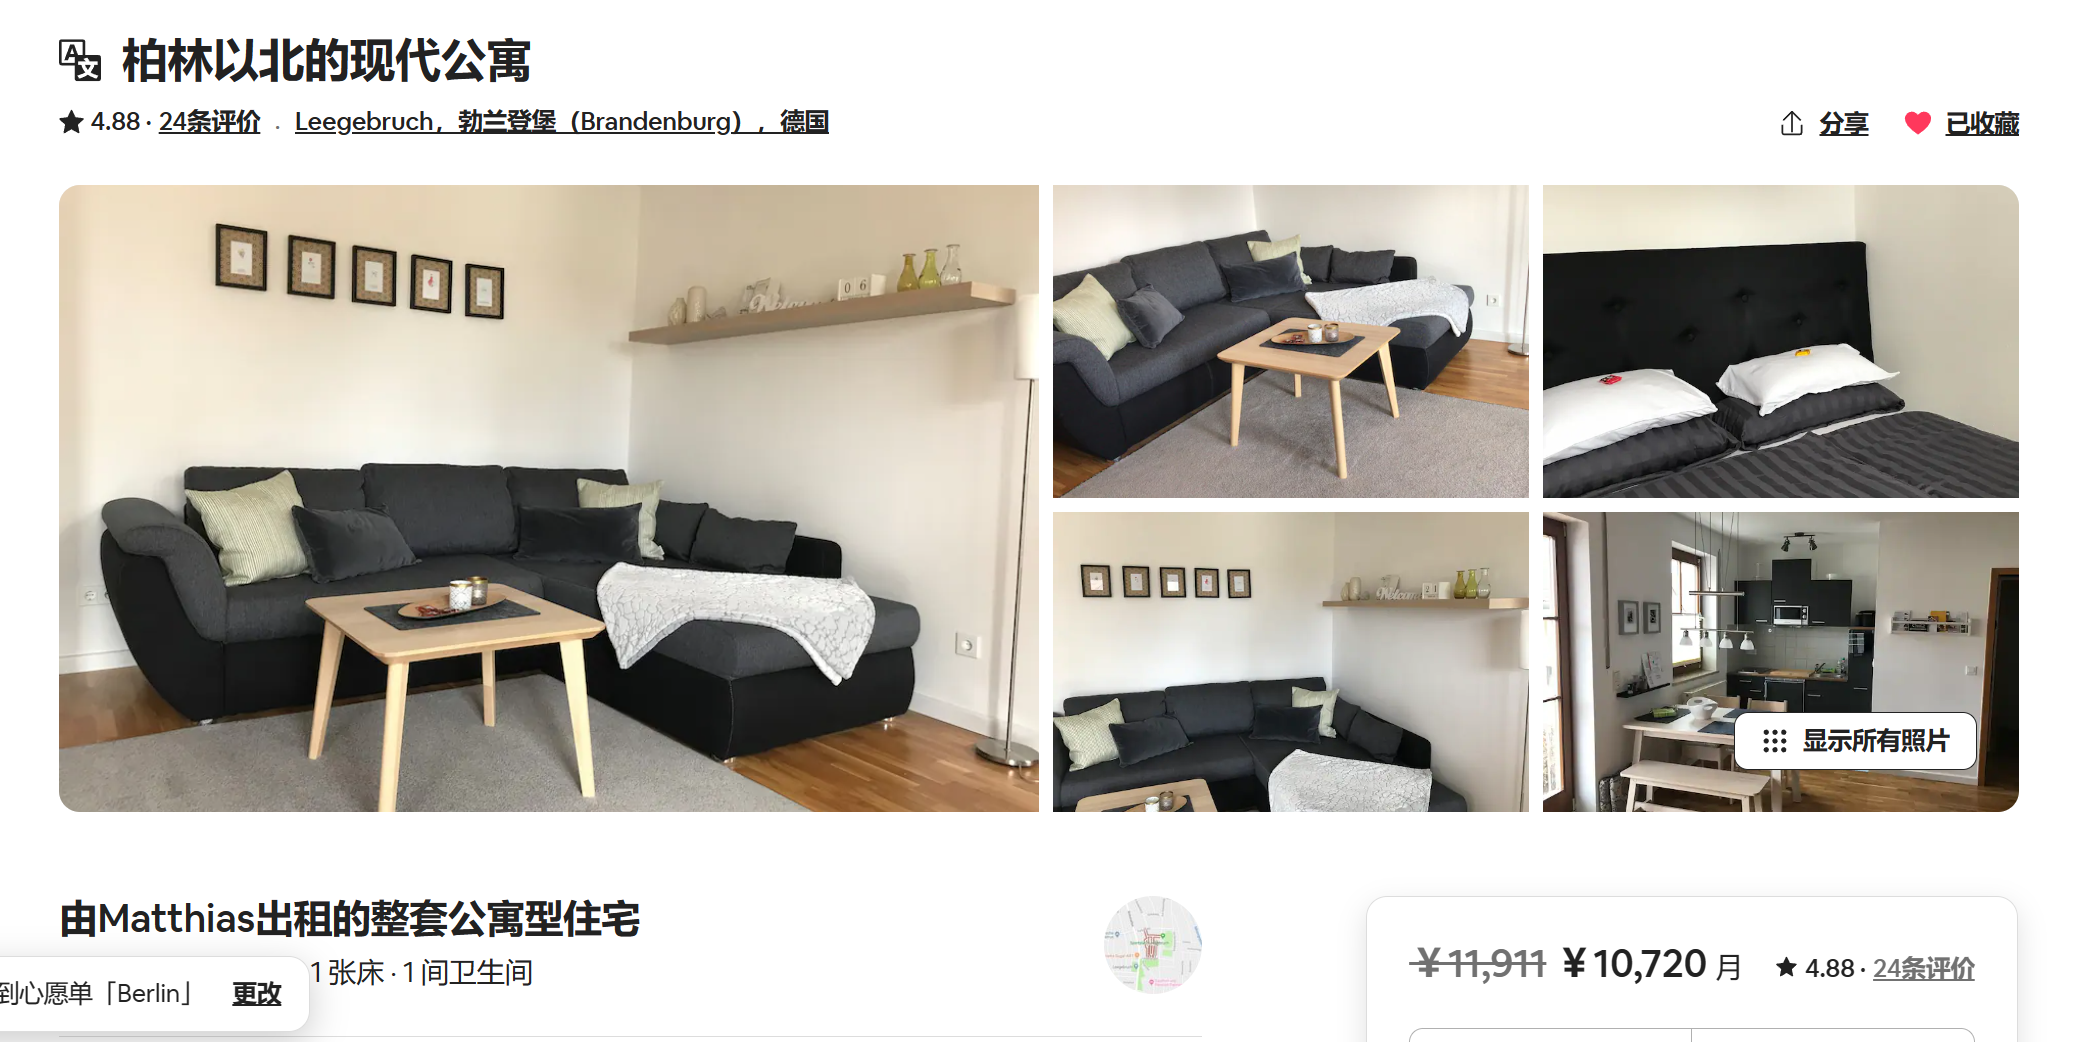 柏林以北的现代公寓
4.88 · 24条评价 · Leegebruch，勃兰登堡（Brandenburg），德国
分享 已收藏
Welcome
0 6
显示所有照片
由Matthias出租的整套公寓型住宅
1 张床 · 1 间卫生间
到心愿单「Berlin」 更改
￥11,911 ￥10,720 月 4.88 · 24条评价